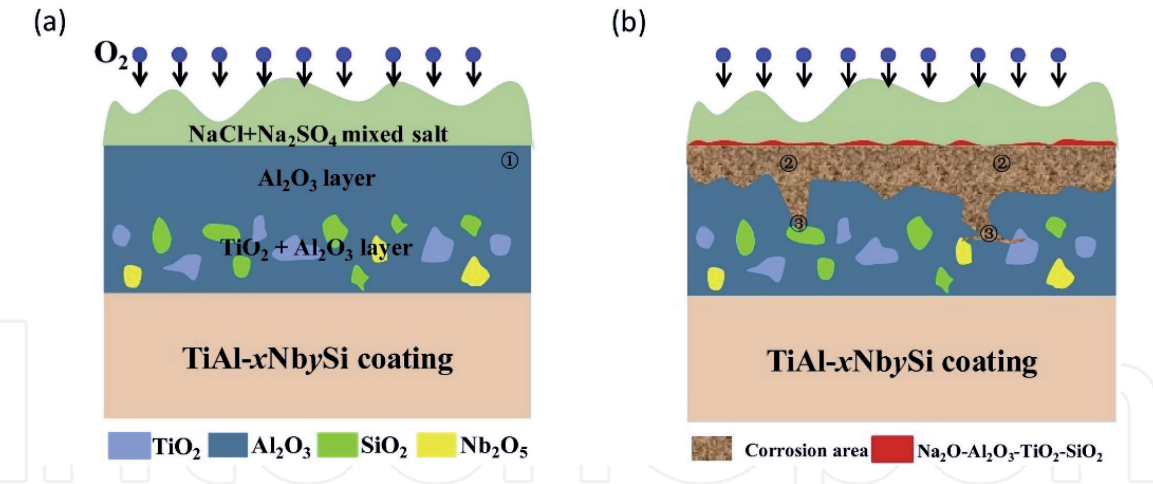 (a)
O₂
NaCl+Na₂SO₄ mixed salt
①
Al₂O₃ layer
TiO₂ + Al₂O₃ layer
TiAl-xNbySi coating
TiO₂ Al₂O₃ SiO₂ Nb₂O₅
(b)
② ②
③ ③
TiAl-xNbySi coating
Corrosion area Na₂O-Al₂O₃-TiO₂-SiO₂